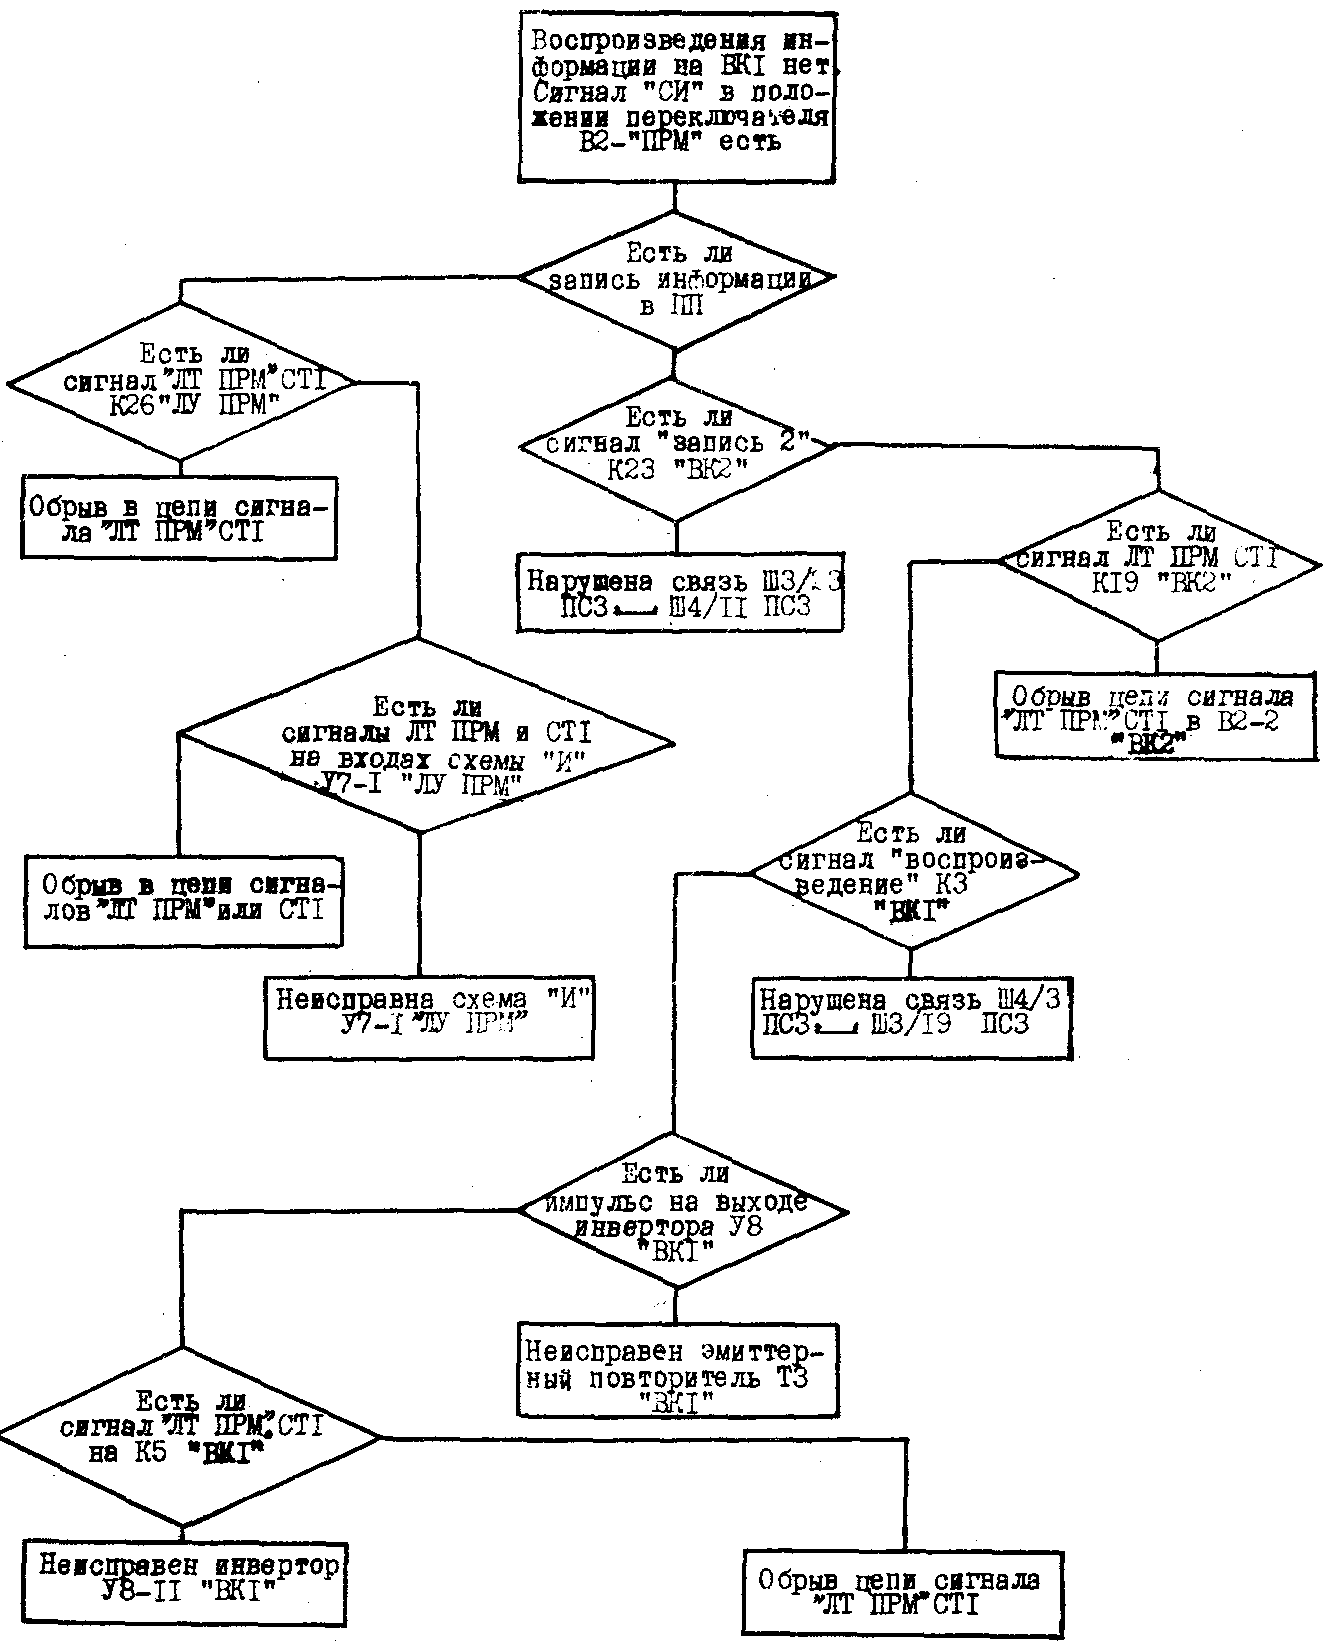 Воспроизведения ин-
формации на ВКI нет.
Сигнал "СИ" в поло-
жении переключателя
В2-"ПРМ" есть
Есть ли
запись информации
в ПП
Есть ли
сигнал "ЛТ ПРМ" СТI
К26 "ЛУ ПРМ"
Есть ли
сигнал "запись 2"
К23 "ВК2"
Обрыв в цепи сигна-
ла "ЛТ ПРМ" СТI
Есть ли
сигнал ЛТ ПРМ СТI
КI9 "ВК2"
Нарушена связь
ПС3 Ш4/II ПС3
Обрыв цепи сигнала
"ЛТ ПРМ" СТI в В2-2
"ВК2"
Есть ли
сигналы ЛТ ПРМ и СТI
на входах схемы "И"
У7-I "ЛУ ПРМ"
Есть ли
сигнал "воспроиз-
ведение" К3
"ВКI"
Обрыв в цепи сигна-
лов "ЛТ ПРМ" или СТI
Неисправна схема "И"
У7-I "ЛУ ПРМ"
Нарушена связь Ш4/3
ПС3 Ш3/I9 ПС3
Есть ли
импульс на выходе
инвертора У8
"ВКI"
Неисправен эмиттер-
ный повторитель Т3
"ВКI"
Есть ли
сигнал "ЛТ ПРМ" СТI
на К5 "ВКI"
Неисправен инвертор
У8-II "ВКI"
Обрыв цепи сигнала
"ЛТ ПРМ" СТI